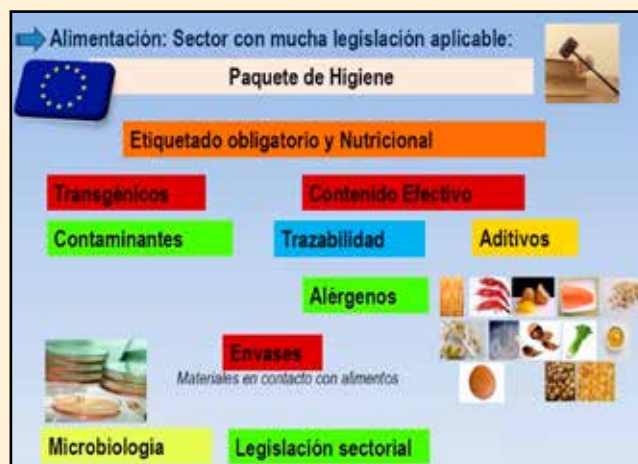 Alimentación: Sector con mucha legislación aplicable:
Paquete de Higiene
Etiquetado obligatorio y Nutricional
Transgénicos
Contenido Efectivo
Contaminantes
Trazabilidad
Aditivos
Alérgenos
Envases
Materiales en contacto con alimentos
Microbiologia
Legislación sectorial